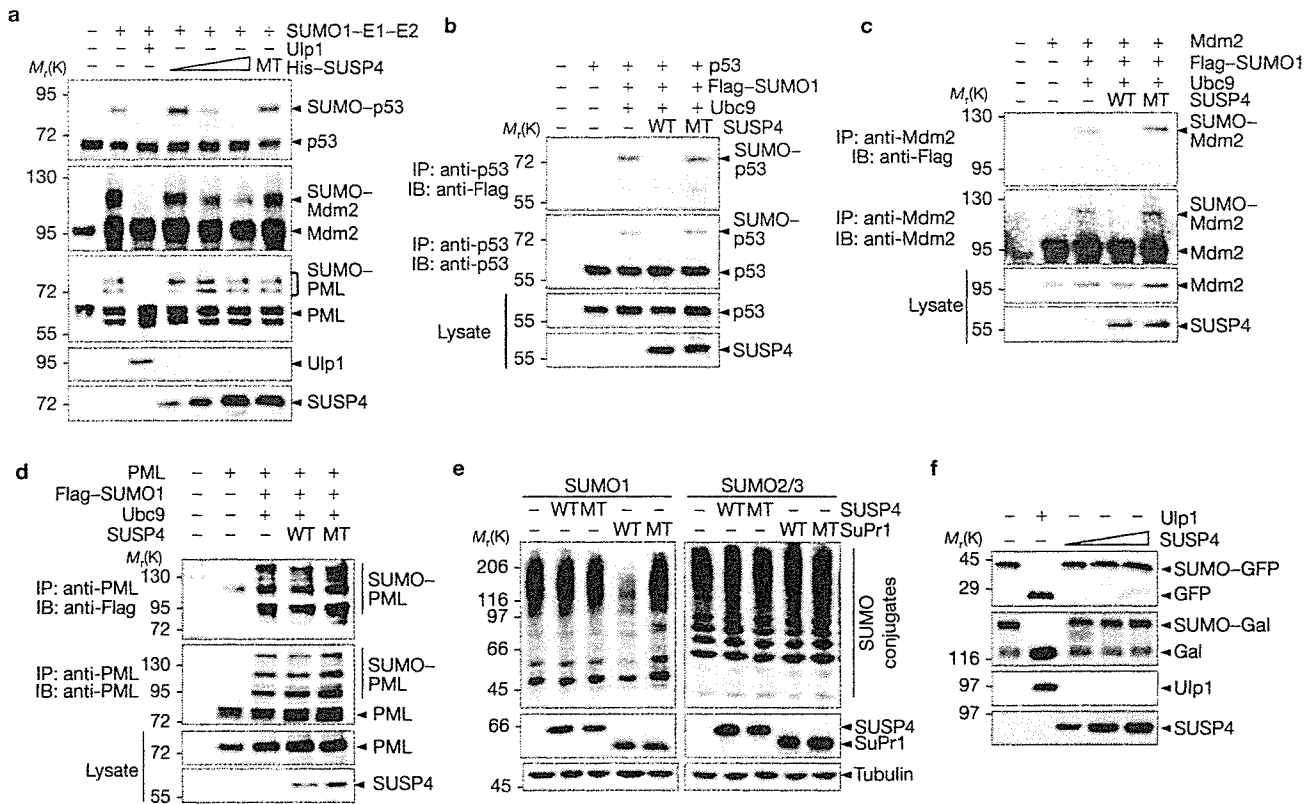 a
− + + + + + ÷ SUMO1–E1–E2
− − + − − − − Ulp1
− − − MT His–SUSP4
Mr(K)
95
SUMO–p53
72
p53
130
SUMO–
Mdm2
95
Mdm2
SUMO–
PML
72
PML
55
95
Ulp1
72
SUSP4
b
− + + + + p53
− − + + + Flag–SUMO1
− − + + + Ubc9
− − − WT MT SUSP4
Mr(K)
IP: anti-p53
IB: anti-Flag
72
55
SUMO–
p53
IP: anti-p53
IB: anti-p53
72
55
SUMO–
p53
p53
Lysate
55
p53
55
SUSP4
c
− + + + + Mdm2
− − + + + Flag–SUMO1
− − + + + Ubc9
− − − WT MT SUSP4
Mr(K)
130
IP: anti-Mdm2
IB: anti-Flag
95
SUMO–
Mdm2
130
IP: anti-Mdm2
IB: anti-Mdm2
95
SUMO–
Mdm2
Mdm2
Lysate
95
Mdm2
55
SUSP4
d
PML − + + + +
Flag–SUMO1 − − + + +
Ubc9 − − + + +
SUSP4 − − − WT MT
Mr(K)
130
IP: anti-PML
IB: anti-Flag
95
72
SUMO–
PML
130
IP: anti-PML
IB: anti-PML
95
72
SUMO–
PML
PML
Lysate
72
PML
55
SUSP4
e
SUMO1 SUMO2/3
− WT MT − − − WT MT − − SUSP4
− − − WT MT − − − WT MT SuPr1
Mr(K)
206
116
97
66
45
SUMO
conjugates
66
SUSP4
SuPr1
45
Tubulin
f
− + − − − Ulp1
− − SUSP4
Mr(K)
45
SUMO–GFP
29
GFP
SUMO–Gal
116
Gal
97
Ulp1
97
SUSP4